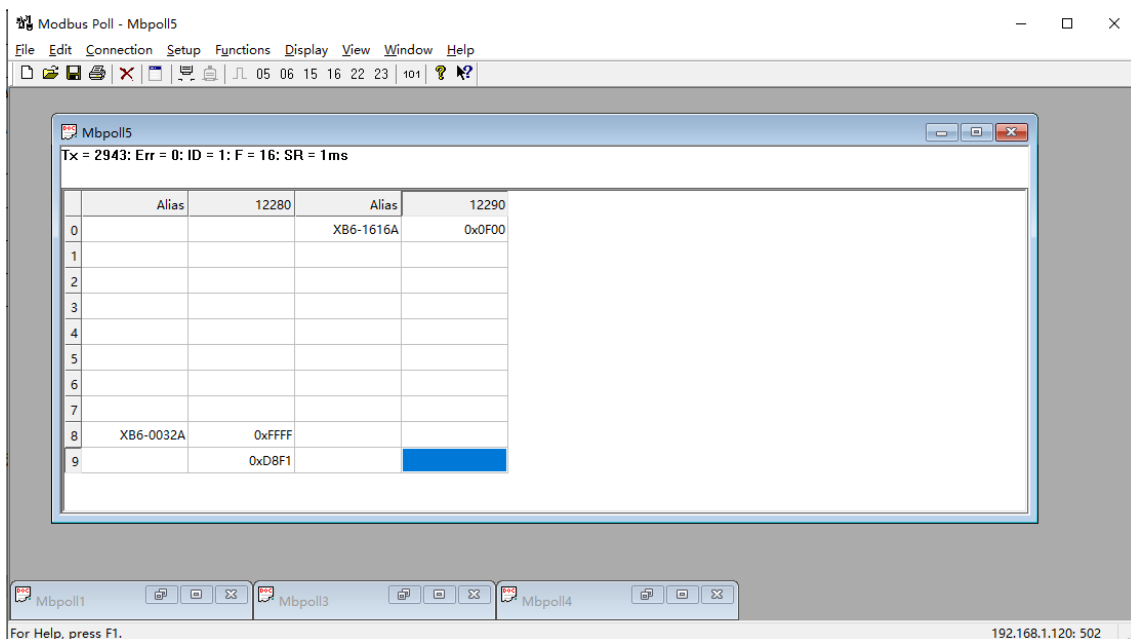 Modbus Poll - Mbpoll5
File Edit Connection Setup Functions Display View Window Help
05 06 15 16 22 23 101
Mbpoll5
Tx = 2943: Err = 0: ID = 1: F = 16: SR = 1ms
Alias 12280 Alias 12290
0 XB6-1616A 0x0F00
1
2
3
4
5
6
7
8 XB6-0032A 0xFFFF
9 0xD8F1
Mbpoll1 Mbpoll3 Mbpoll4
For Help, press F1. 192.168.1.120: 502